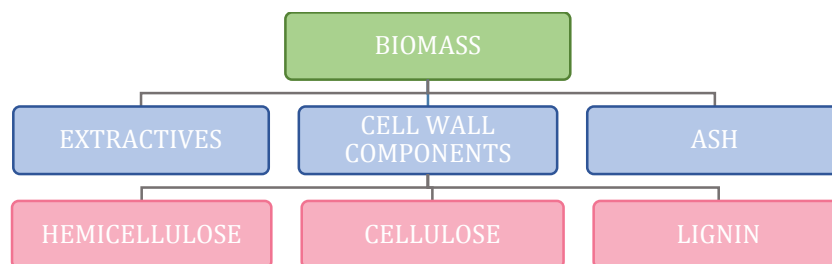 BIOMASS
EXTRACTIVES
CELL WALL
COMPONENTS
ASH
HEMICELLULOSE
CELLULOSE
LIGNIN